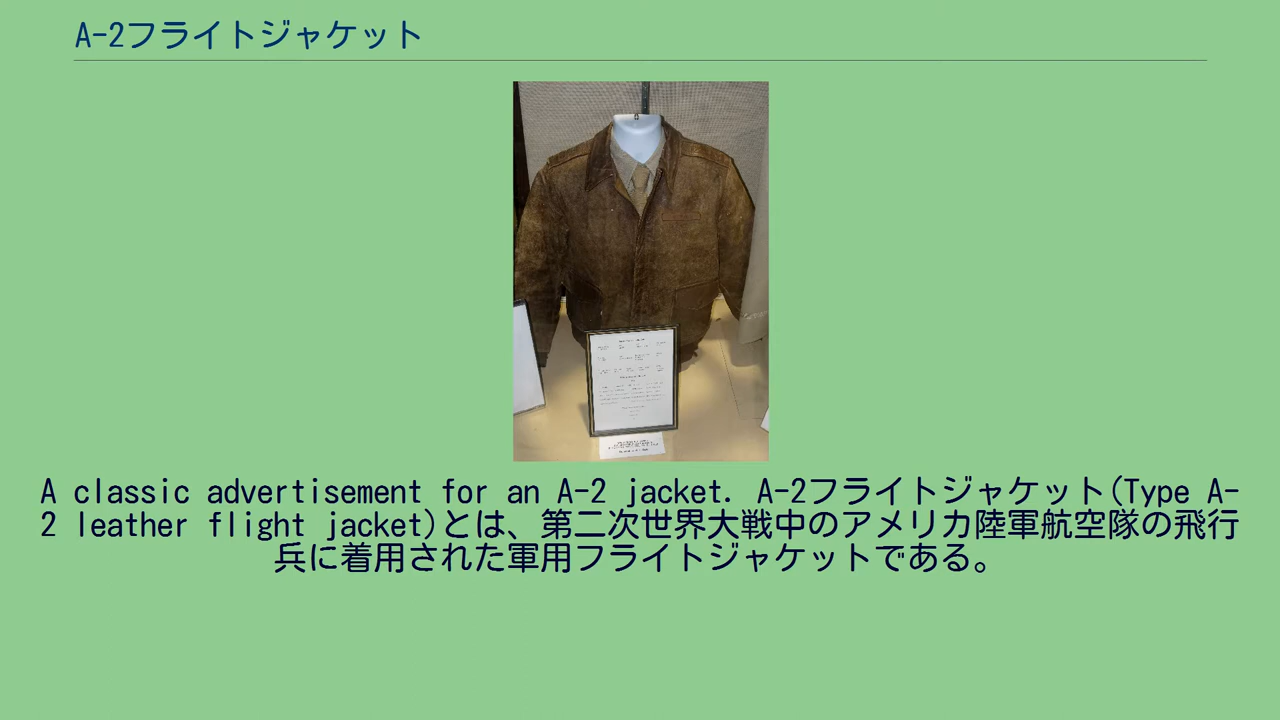 A-2フライトジャケット
A classic advertisement for an A-2 jacket. A-2フライトジャケット(Type A-
2 leather flight jacket)とは、第二次世界大戦中のアメリカ陸軍航空隊の飛行
兵に着用された軍用フライトジャケットである。